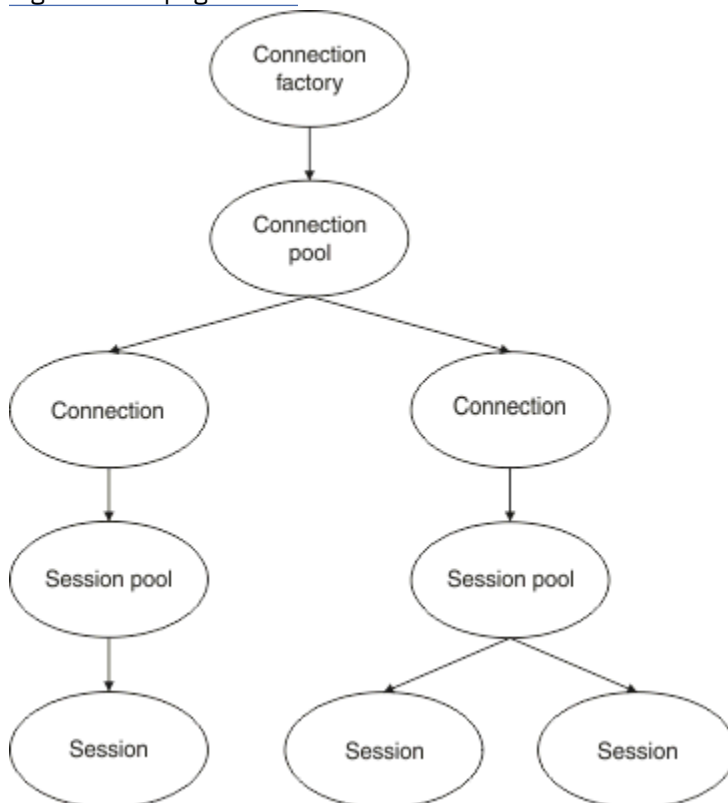 Connection
factory
Connection
pool
Connection
Connection
Session pool
Session pool
Session
Session
Session